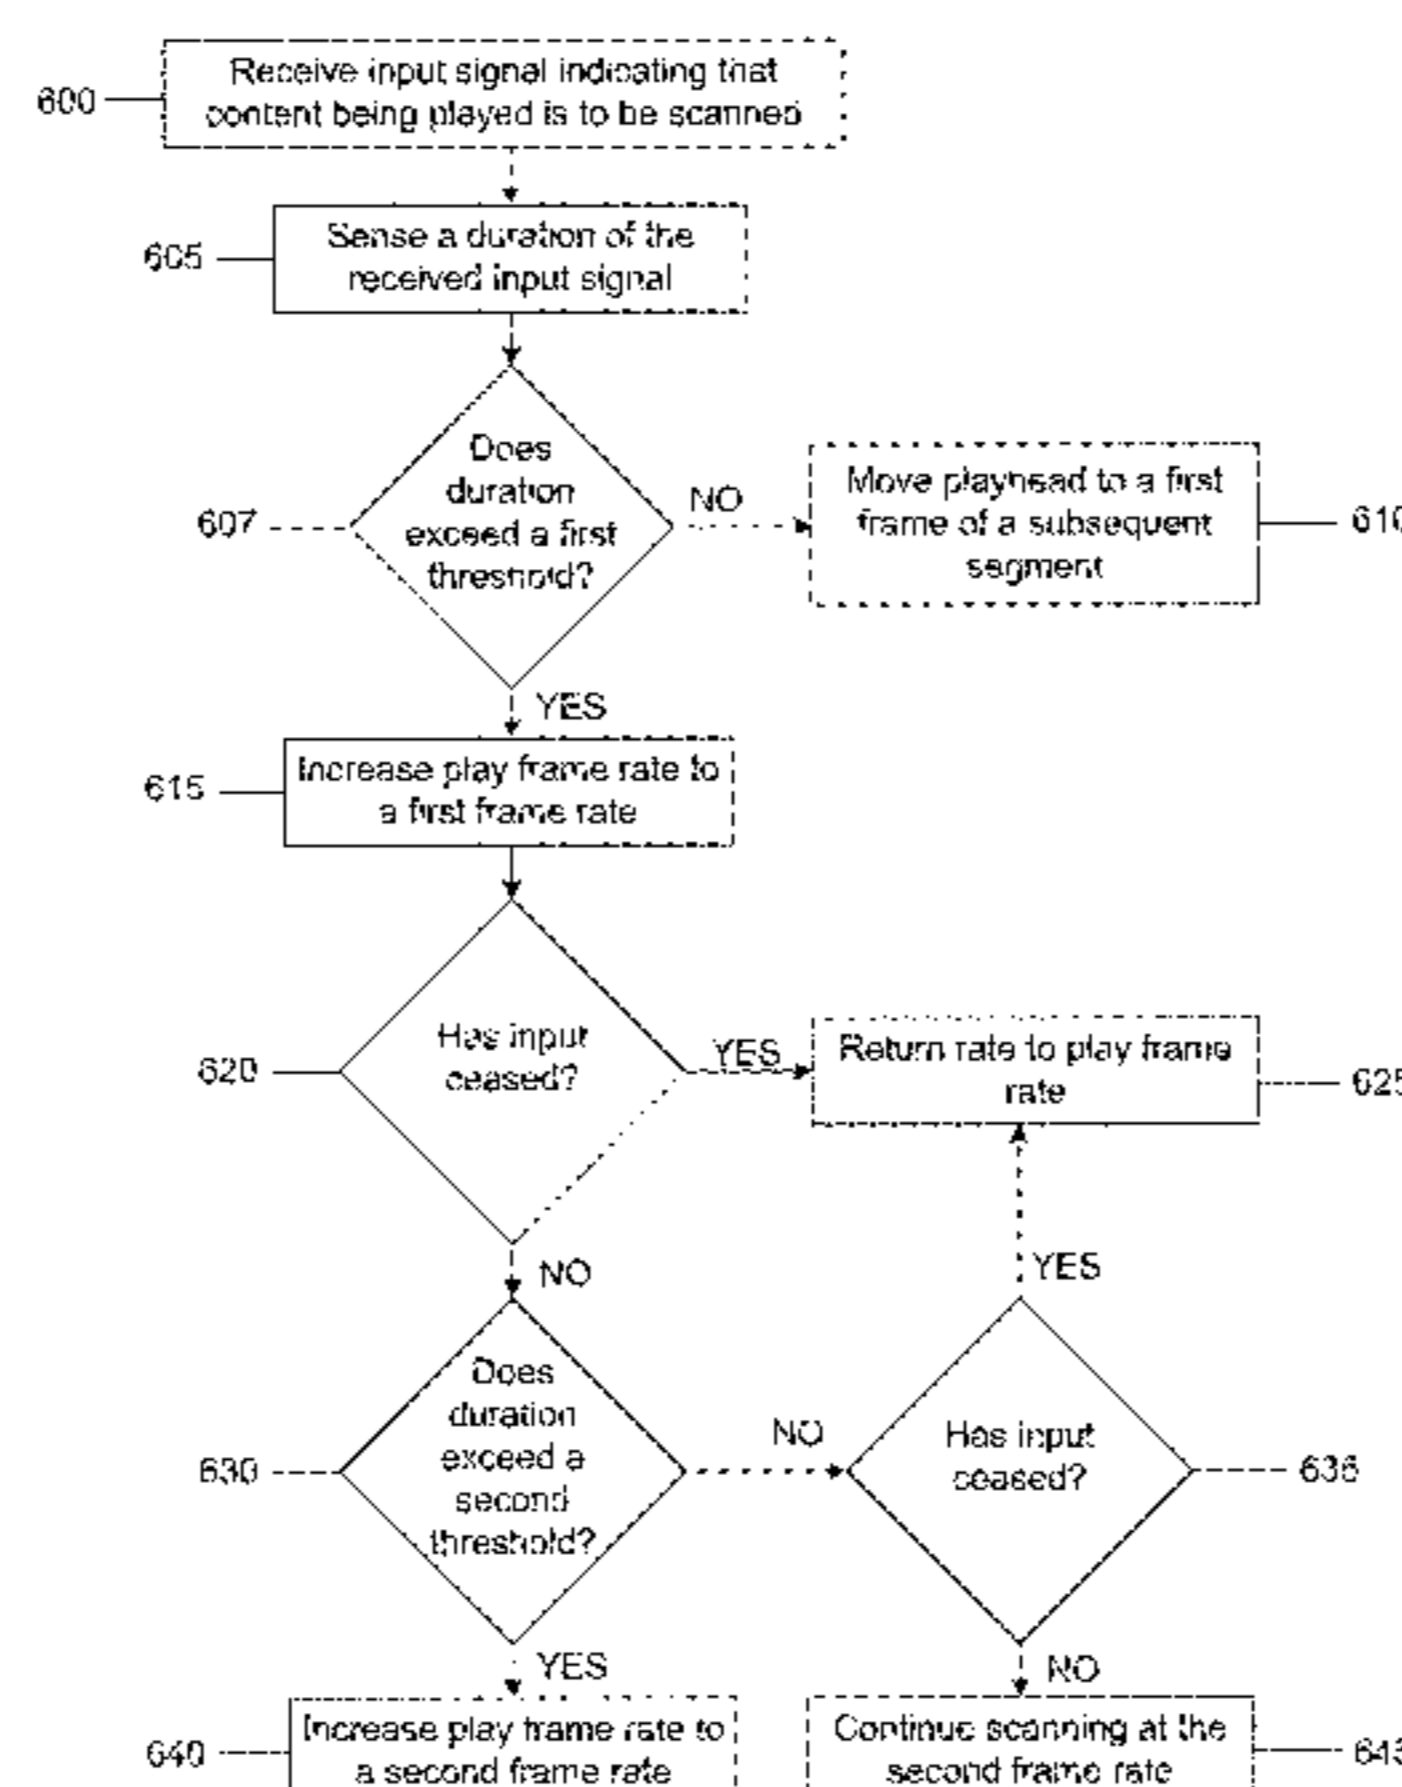 Receive input signal indicating that
content being played is to be scanned
600
Sense a duration of the
received input signal
605
Does
duration
exceed a first
threshold?
607
NO
Move playhead to a first
frame of a subsequent
segment
610
YES
Increase play frame rate to
a first frame rate
615
Has input
ceased?
620
YES
Return rate to play frame
rate
625
NO
YES
Does
duration
exceed a
second
threshold?
630
NO
Has input
ceased?
YES
NO
Increase play frame rate to
a second frame rate
640
Continue scanning at the
second frame rate